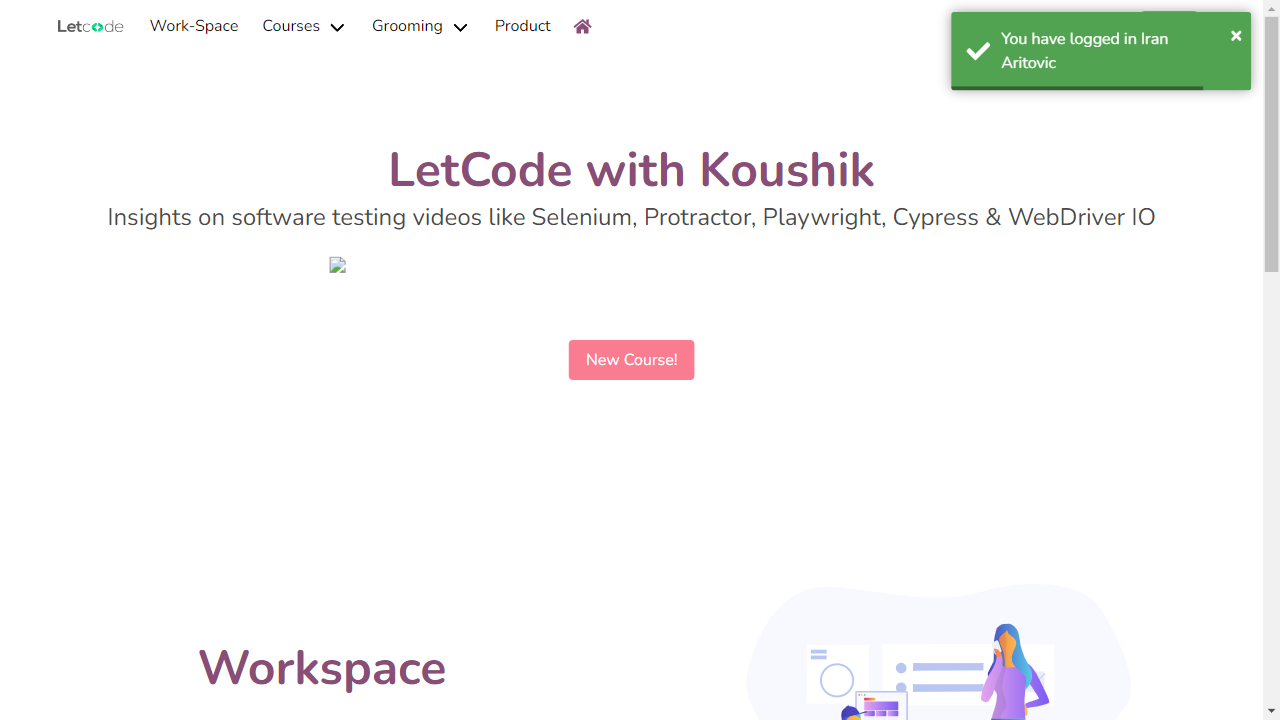 Letcode
Work-Space
Courses
Grooming
Product
You have logged in Iran
Aritovic
LetCode with Koushik
Insights on software testing videos like Selenium, Protractor, Playwright, Cypress & WebDriver IO
New Course!
Workspace